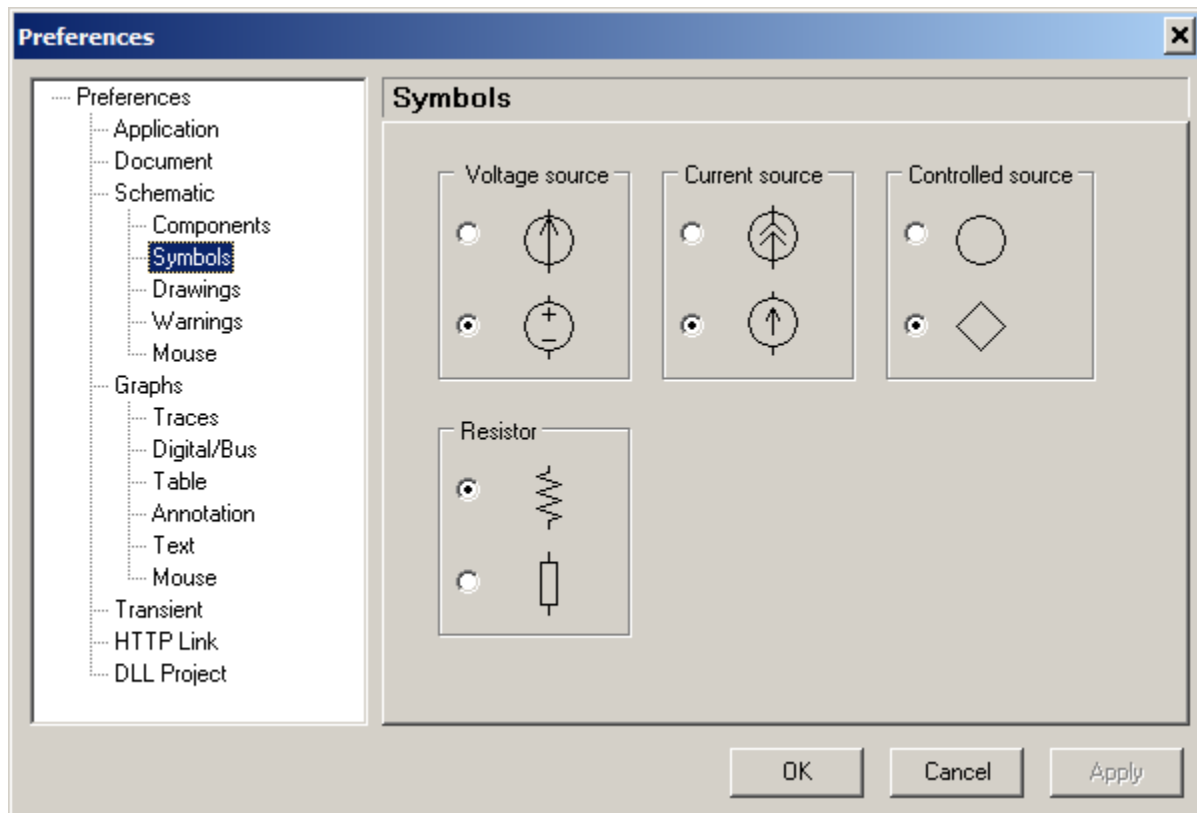 Preferences
Preferences
Application
Document
Schematic
Components
Symbols
Drawings
Warnings
Mouse
Graphs
Traces
Digital/Bus
Table
Annotation
Text
Mouse
Transient
HTTP Link
DLL Project
Symbols
Voltage source
Current source
Controlled source
Resistor
OK
Cancel
Apply